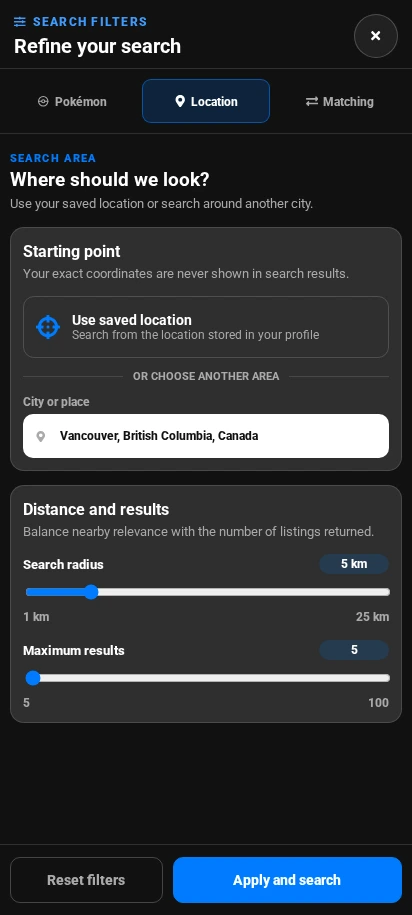 SEARCH FILTERS
Refine your search
×
Pokémon
Location
Matching
SEARCH AREA
Where should we look?
Use your saved location or search around another city.
Starting point
Your exact coordinates are never shown in search results.
Use saved location
Search from the location stored in your profile
OR CHOOSE ANOTHER AREA
City or place
Vancouver, British Columbia, Canada
Distance and results
Balance nearby relevance with the number of listings returned.
Search radius
5 km
1 km
25 km
Maximum results
5
5
100
Reset filters
Apply and search